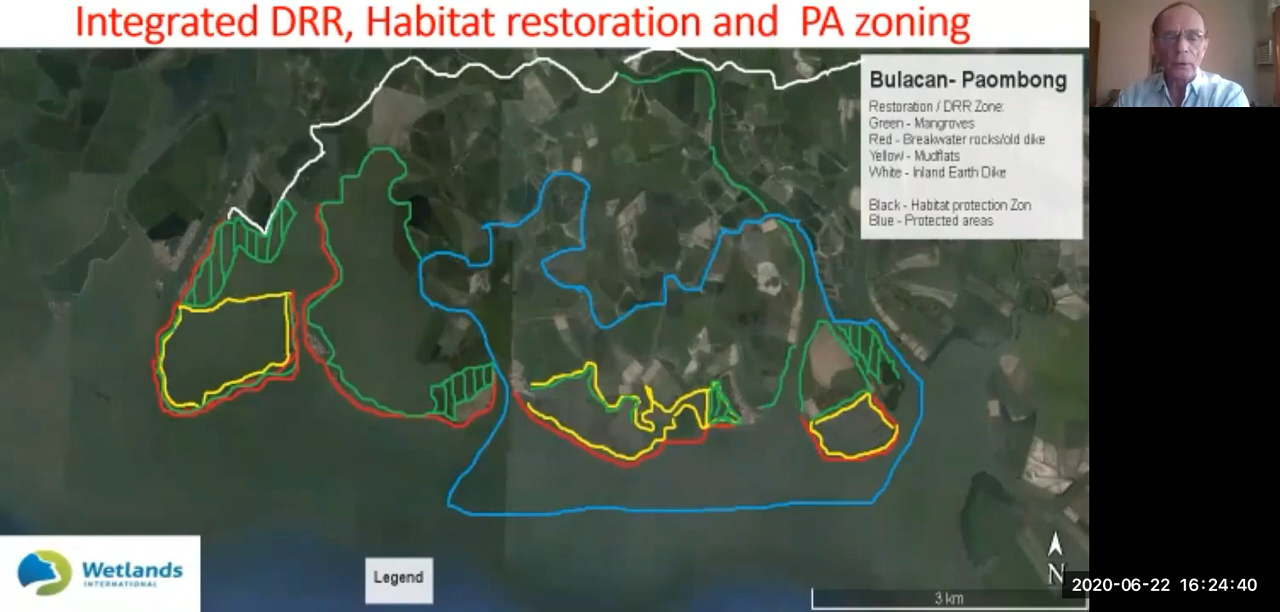 Integrated DRR, Habitat restoration and PA zoning
Bulacan- Paombong
Restoration / DRR Zone:
Green - Mangroves
Red - Breakwater rocks/old dike
Yellow - Mudflats
White - Inland Earth Dike
Black - Habitat protection Zon
Blue - Protected areas
Wetlands
INTERNATIONAL
Legend
N
3 km
2020-06-22 16:24:40